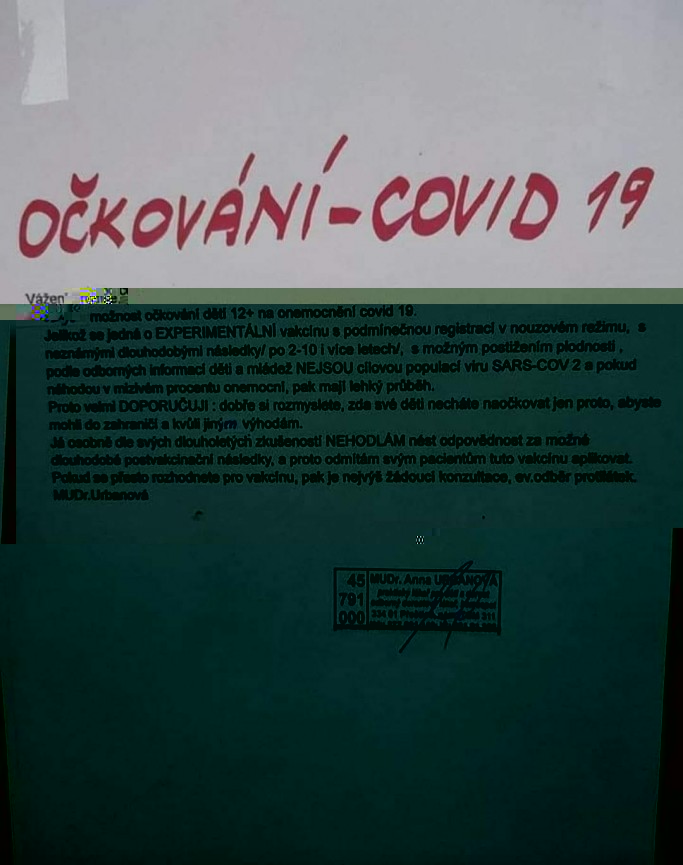 OČKOVÁNÍ-COVID 19
Vážení
možnost očkování dětí 12+ na onemocnění covid 19.
Jelikož se jedná o EXPERIMENTÁLNÍ vakcínu s podmínečnou registrací v nouzovém režimu, s
neznámými dlouhodobými následky/ po 2-10 i více letech/, s možným postižením plodnosti ,
podle odborných informací děti a mládež NEJSOU cílovou populací viru SARS-COV 2 a pokud
náhodou v mizivém procentu onemocní, pak mají lehký průběh.
Proto velmi DOPORUČUJI : dobře si rozmyslete, zda své děti necháte naočkovat jen proto, abyste
mohli do zahraničí a kvůli jiným výhodám.
Já osobně dle svých dlouholetých zkušeností NEHODLÁM nést odpovědnost za možné
dlouhodobé postvakcinační následky, a proto odmítám svým pacientům tuto vakcínu aplikovat.
Pokud se přesto rozhodnete pro vakcínu, pak je nejvýš žádoucí konzultace, ev.odběr protilátek.
MUDr.Urbanová
45 MUDr. Anna URBANOVÁ
791
000